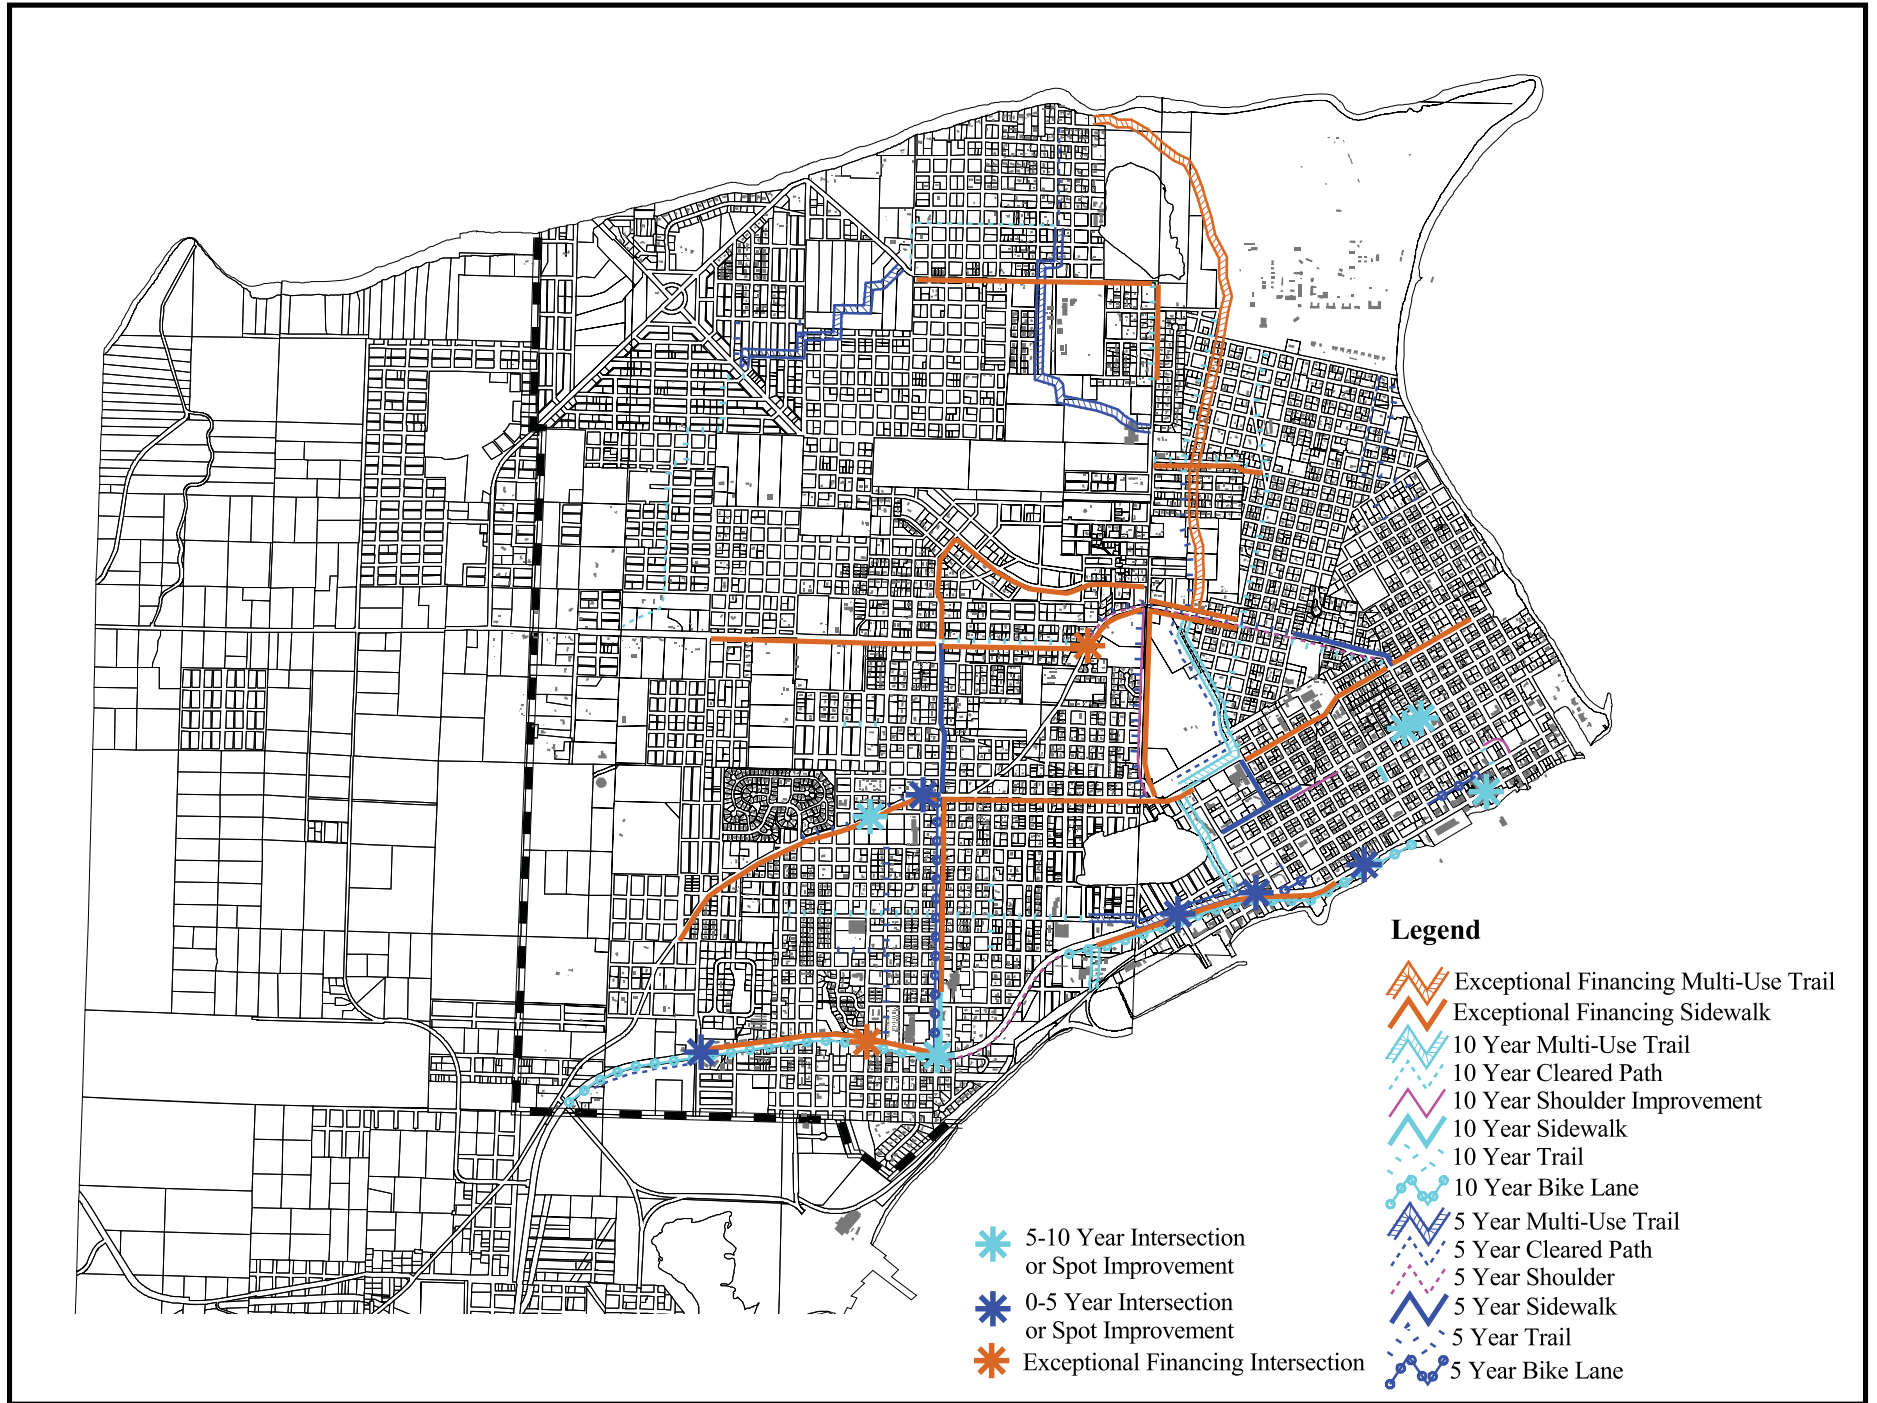 Legend
Exceptional Financing Multi-Use Trail
Exceptional Financing Sidewalk
10 Year Multi-Use Trail
10 Year Cleared Path
10 Year Shoulder Improvement
10 Year Sidewalk
10 Year Trail
10 Year Bike Lane
5 Year Multi-Use Trail
5 Year Cleared Path
5 Year Shoulder
5 Year Sidewalk
5 Year Trail
5 Year Bike Lane
5-10 Year Intersection
or Spot Improvement
0-5 Year Intersection
or Spot Improvement
Exceptional Financing Intersection